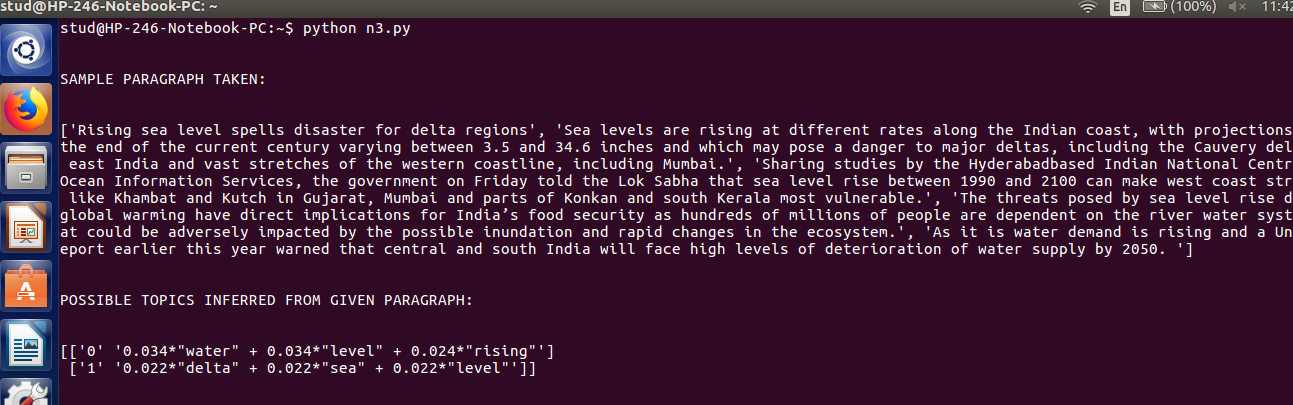 stud@HP-246-Notebook-PC: ~
En
(100%)
11:42
stud@HP-246-Notebook-PC:~$ python n3.py
SAMPLE PARAGRAPH TAKEN:
['Rising sea level spells disaster for delta regions', 'Sea levels are rising at different rates along the Indian coast, with projections
the end of the current century varying between 3.5 and 34.6 inches and which may pose a danger to major deltas, including the Cauvery del
east India and vast stretches of the western coastline, including Mumbai.', 'Sharing studies by the Hyderabadbased Indian National Centr
Ocean Information Services, the government on Friday told the Lok Sabha that sea level rise between 1990 and 2100 can make west coast str
like Khambat and Kutch in Gujarat, Mumbai and parts of Konkan and south Kerala most vulnerable.', 'The threats posed by sea level rise d
global warming have direct implications for India’s food security as hundreds of millions of people are dependent on the river water syst
at could be adversely impacted by the possible inundation and rapid changes in the ecosystem.', 'As it is water demand is rising and a Un
eport earlier this year warned that central and south India will face high levels of deterioration of water supply by 2050. ']
POSSIBLE TOPICS INFERRED FROM GIVEN PARAGRAPH:
[['0' '0.034*"water" + 0.034*"level" + 0.024*"rising"']
['1' '0.022*"delta" + 0.022*"sea" + 0.022*"level"']]